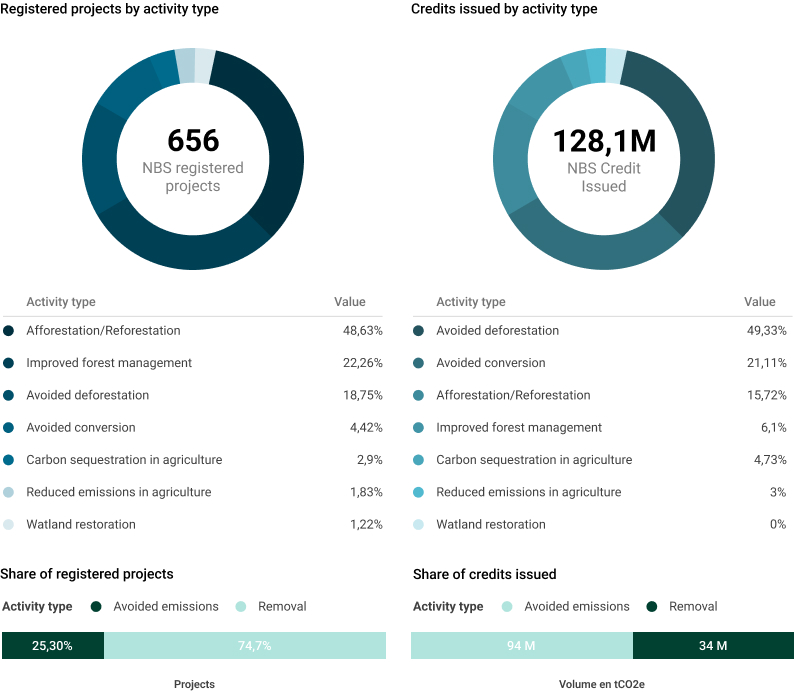 Registered projects by activity type
656
NBS registered
projects
Activity type Value
Afforestation/Reforestation 48,63%
Improved forest management 22,26%
Avoided deforestation 18,75%
Avoided conversion 4,42%
Carbon sequestration in agriculture 2,9%
Reduced emissions in agriculture 1,83%
Watland restoration 1,22%
Share of registered projects
Activity type Avoided emissions Removal
25,30% 74,7%
Projects
Credits issued by activity type
128,1M
NBS Credit
Issued
Activity type Value
Avoided deforestation 49,33%
Avoided conversion 21,11%
Afforestation/Reforestation 15,72%
Improved forest management 6,1%
Carbon sequestration in agriculture 4,73%
Reduced emissions in agriculture 3%
Watland restoration 0%
Share of credits issued
Activity type Avoided emissions Removal
94 M 34 M
Volume en tCO2e